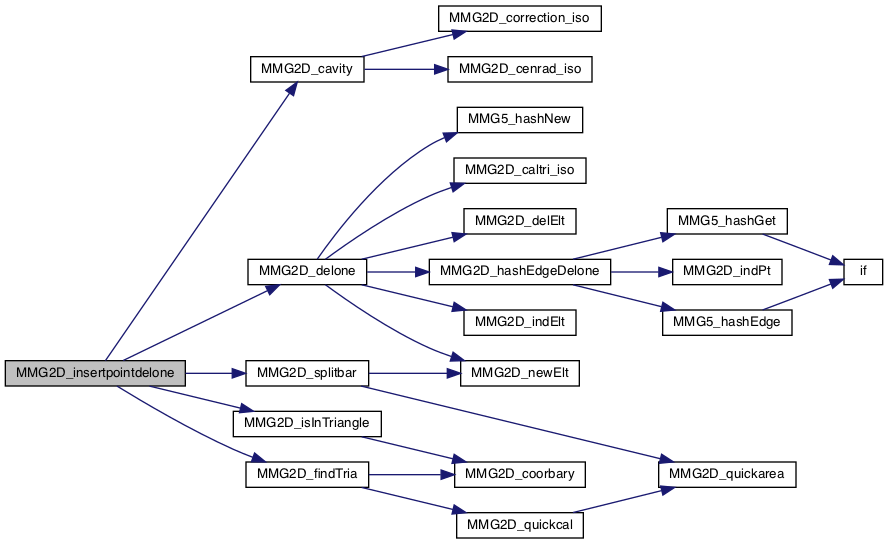 MMG2D_correction_iso
MMG2D_cavity
MMG2D_cenrad_iso
MMG5_hashNew
MMG2D_caltri_iso
MMG2D_delElt
MMG5_hashGet
MMG2D_delone
MMG2D_hashEdgeDelone
MMG2D_indPt
if
MMG2D_indElt
MMG5_hashEdge
MMG2D_insertpointdelone
MMG2D_splitbar
MMG2D_newElt
MMG2D_isInTriangle
MMG2D_findTria
MMG2D_coorbary
MMG2D_quickarea
MMG2D_quickcal